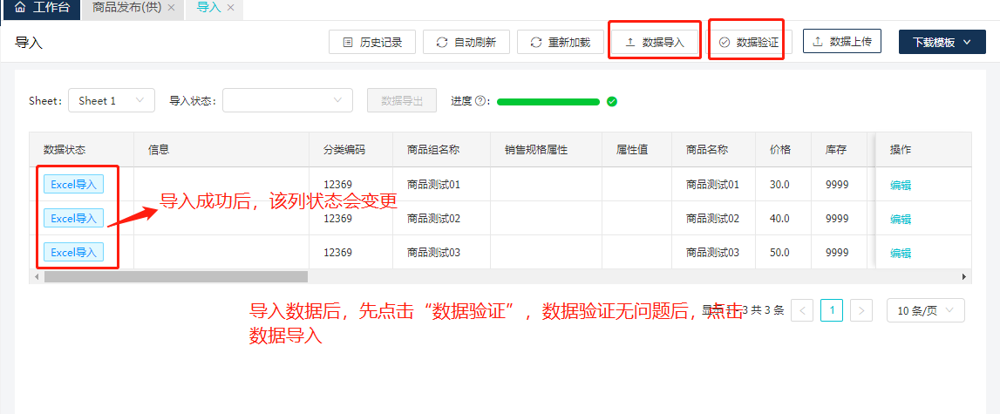 工作台 商品发布(供) 导入
导入 历史记录 自动刷新 重新加载 数据导入 数据验证 数据上传 下载模板
Sheet: Sheet 1 导入状态: 数据导出 进度 ? :
数据状态 信息 分类编码 商品组名称 销售规格属性 属性值 商品名称 价格 库存 操作
Excel导入 12369 商品测试01 商品测试01 30.0 9999 编辑
导入成功后，该列状态会变更
Excel导入 12369 商品测试02 商品测试02 40.0 9999 编辑
Excel导入 12369 商品测试03 商品测试03 50.0 9999 编辑
导入数据后，先点击“数据验证”，数据验证无问题后，点击
数据导入
显示 1 - 3 共 3 条 1 10 条/页